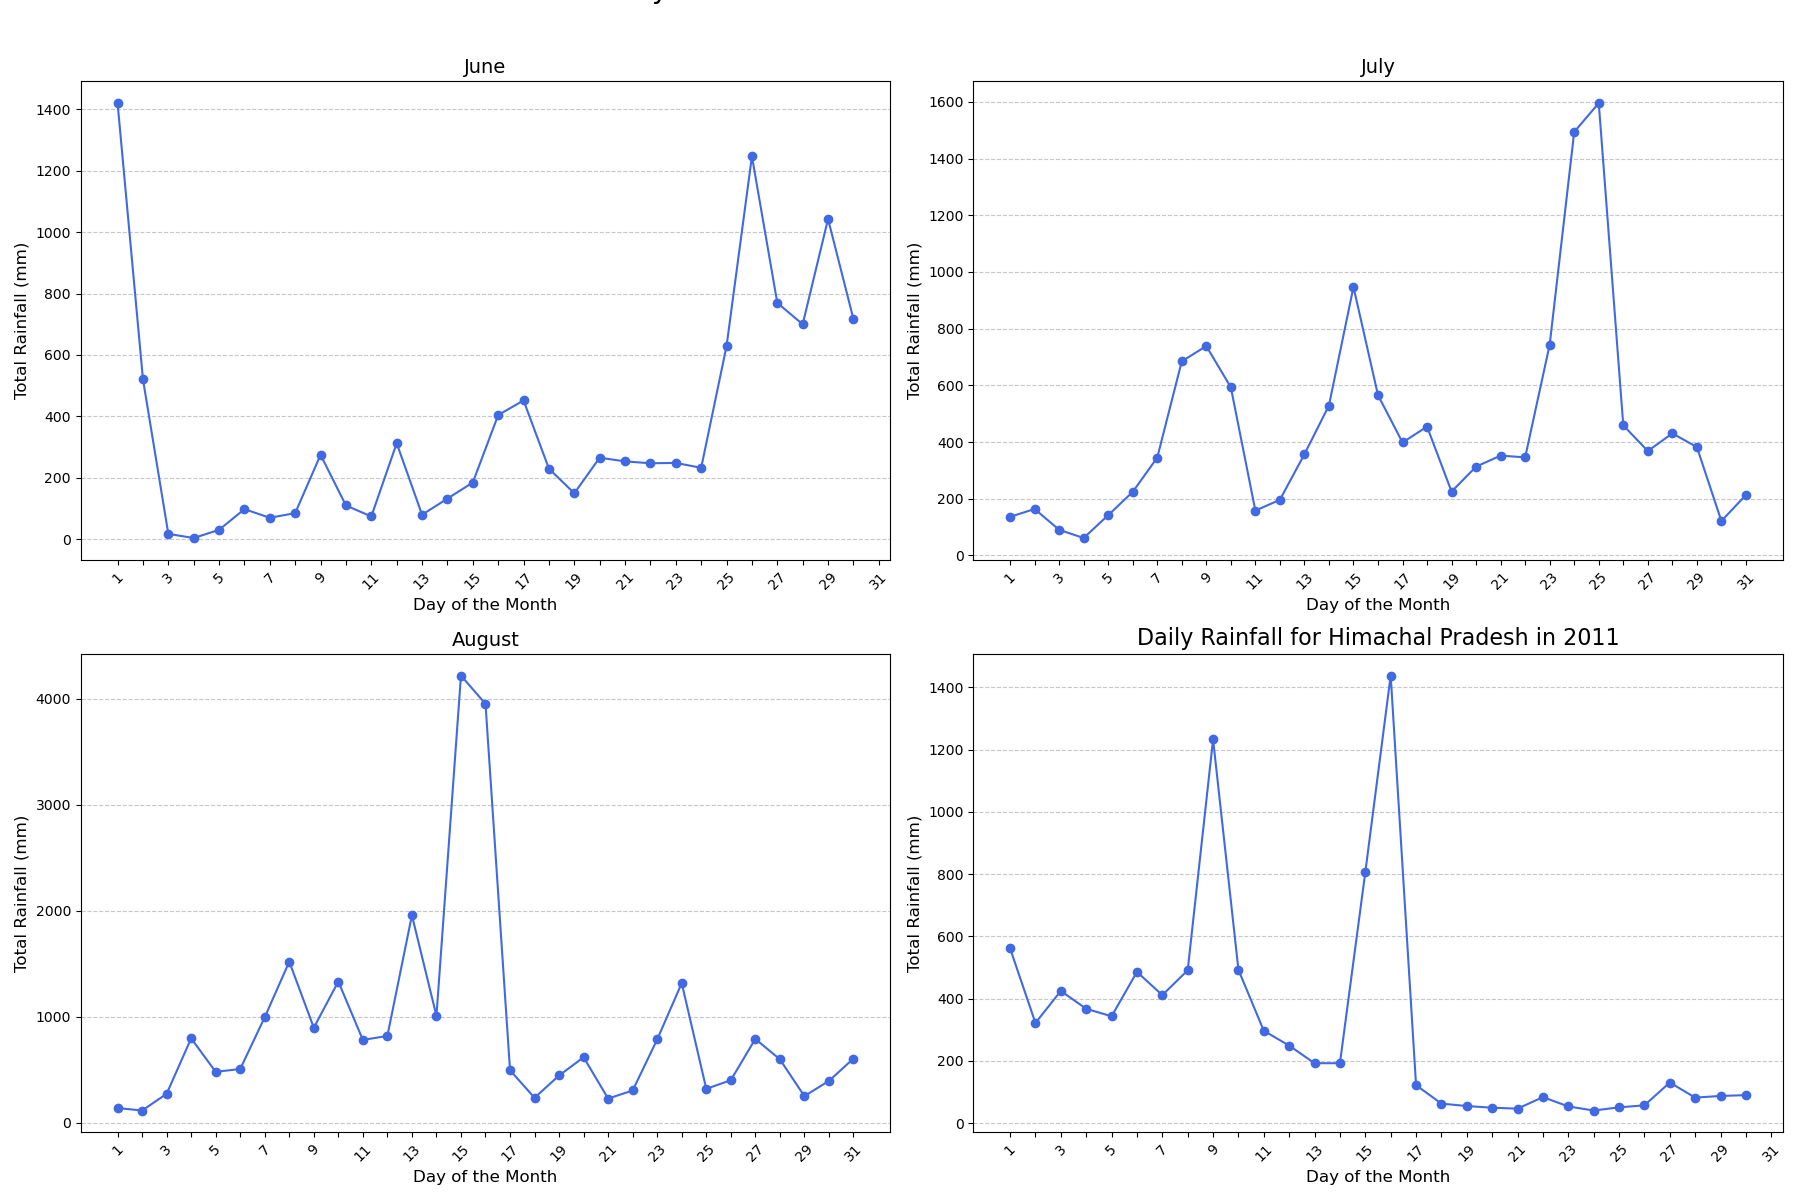 June
1400
1200
1000
800
600
400
200
0
Total Rainfall (mm)
1 3 5 7 9 11 13 15 17 19 21 23 25 27 29 31
Day of the Month
July
1600
1400
1200
1000
800
600
400
200
0
Total Rainfall (mm)
1 3 5 7 9 11 13 15 17 19 21 23 25 27 29 31
Day of the Month
August
4000
3000
2000
1000
0
Total Rainfall (mm)
1 3 5 7 9 11 13 15 17 19 21 23 25 27 29 31
Day of the Month
Daily Rainfall for Himachal Pradesh in 2011
1400
1200
1000
800
600
400
200
0
Total Rainfall (mm)
1 3 5 7 9 11 13 15 17 19 21 23 25 27 29 31
Day of the Month